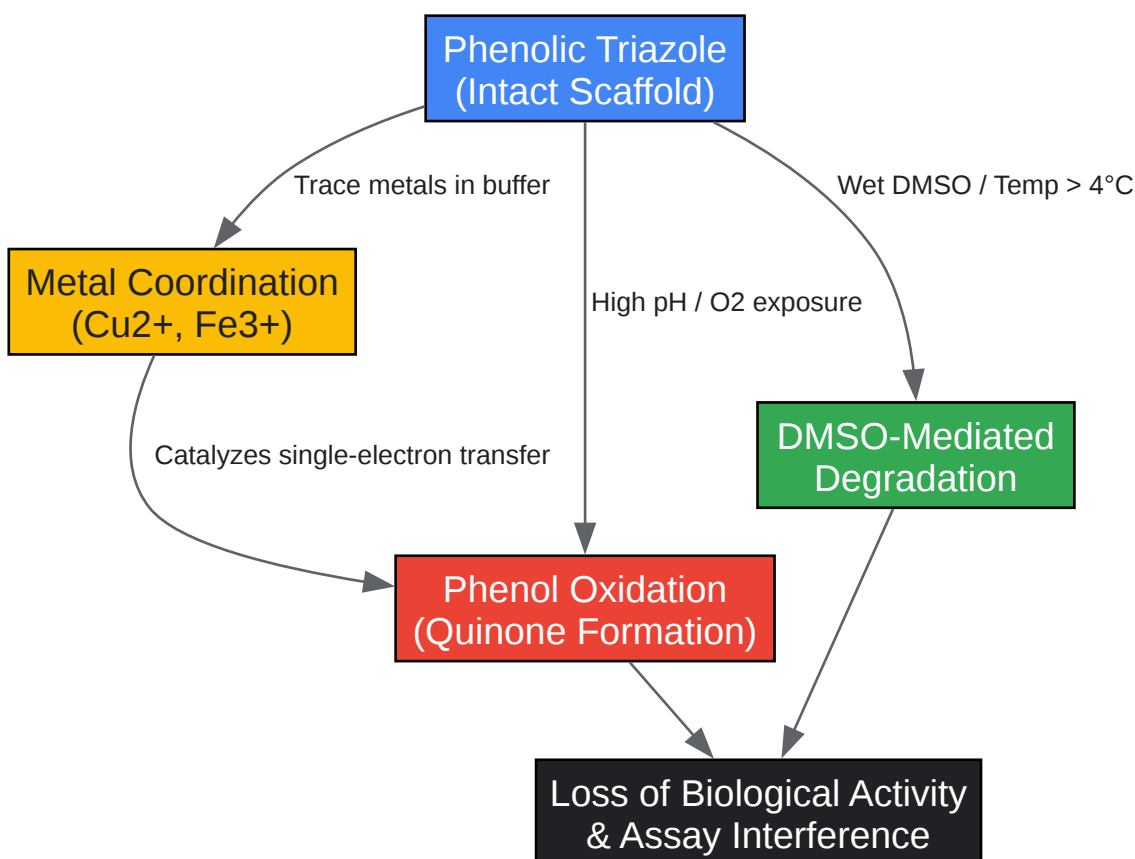 Phenolic Triazole
(Intact Scaffold)
Trace metals in buffer
Wet DMSO / Temp > 4°C
Metal Coordination
(Cu2+, Fe3+)
High pH / O2 exposure
DMSO-Mediated
Degradation
Catalyzes single-electron transfer
Phenol Oxidation
(Quinone Formation)
Loss of Biological Activity
& Assay Interference